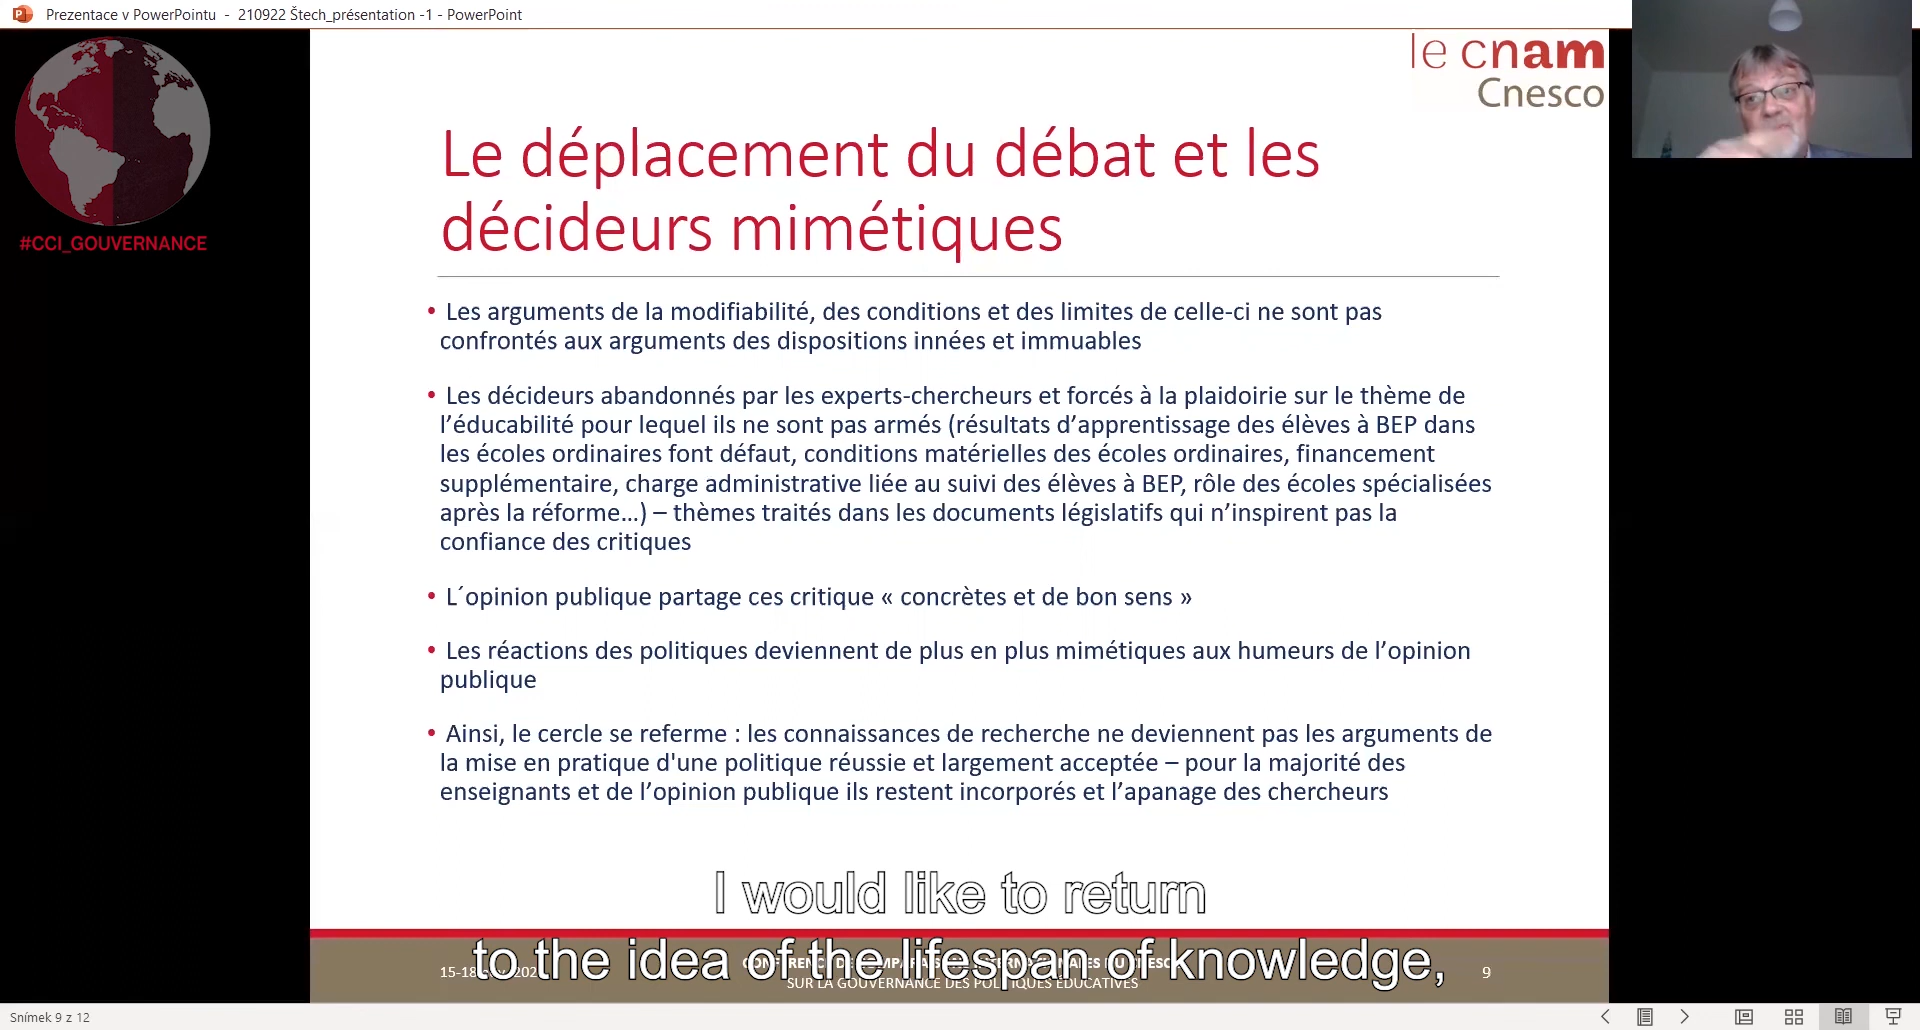 Prezentace v PowerPointu - 210922 Štech_présentation -1 - PowerPoint
le cnam
Cnesco
#CCI_GOUVERNANCE
Le déplacement du débat et les
décideurs mimétiques
• Les arguments de la modifiabilité, des conditions et des limites de celle-ci ne sont pas
confrontés aux arguments des dispositions innées et immuables
• Les décideurs abandonnés par les experts-chercheurs et forcés à la plaidoirie sur le thème de
l’éducabilité pour lequel ils ne sont pas armés (résultats d’apprentissage des élèves à BEP dans
les écoles ordinaires font défaut, conditions matérielles des écoles ordinaires, financement
supplémentaire, charge administrative liée au suivi des élèves à BEP, rôle des écoles spécialisées
après la réforme…) – thèmes traités dans les documents législatifs qui n’inspirent pas la
confiance des critiques
• L´opinion publique partage ces critique « concrètes et de bon sens »
• Les réactions des politiques deviennent de plus en plus mimétiques aux humeurs de l’opinion
publique
• Ainsi, le cercle se referme : les connaissances de recherche ne deviennent pas les arguments de
la mise en pratique d'une politique réussie et largement acceptée – pour la majorité des
enseignants et de l’opinion publique ils restent incorporés et l’apanage des chercheurs
I would like to return
to the idea of the lifespan of knowledge,
SUR LA GOUVERNANCE DES POLITIQUES ÉDUCATIVES
9
Snímek 9 z 12